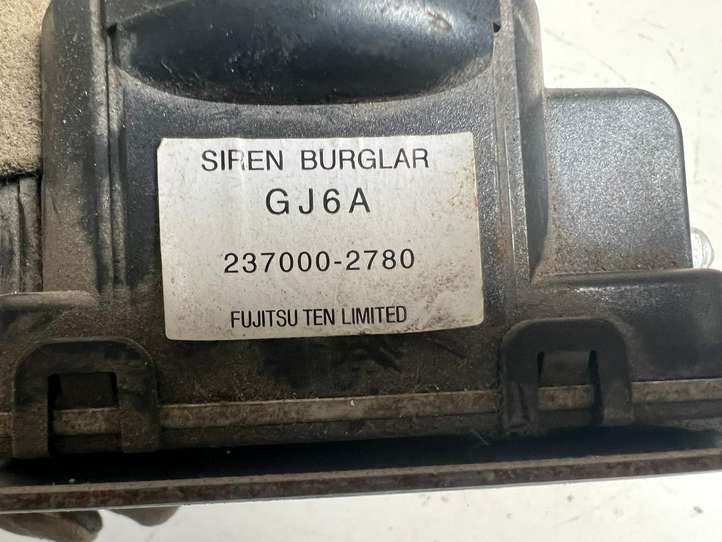 SIREN BURGLAR
GJ6A
237000-2780
FUJITSU TEN LIMITED